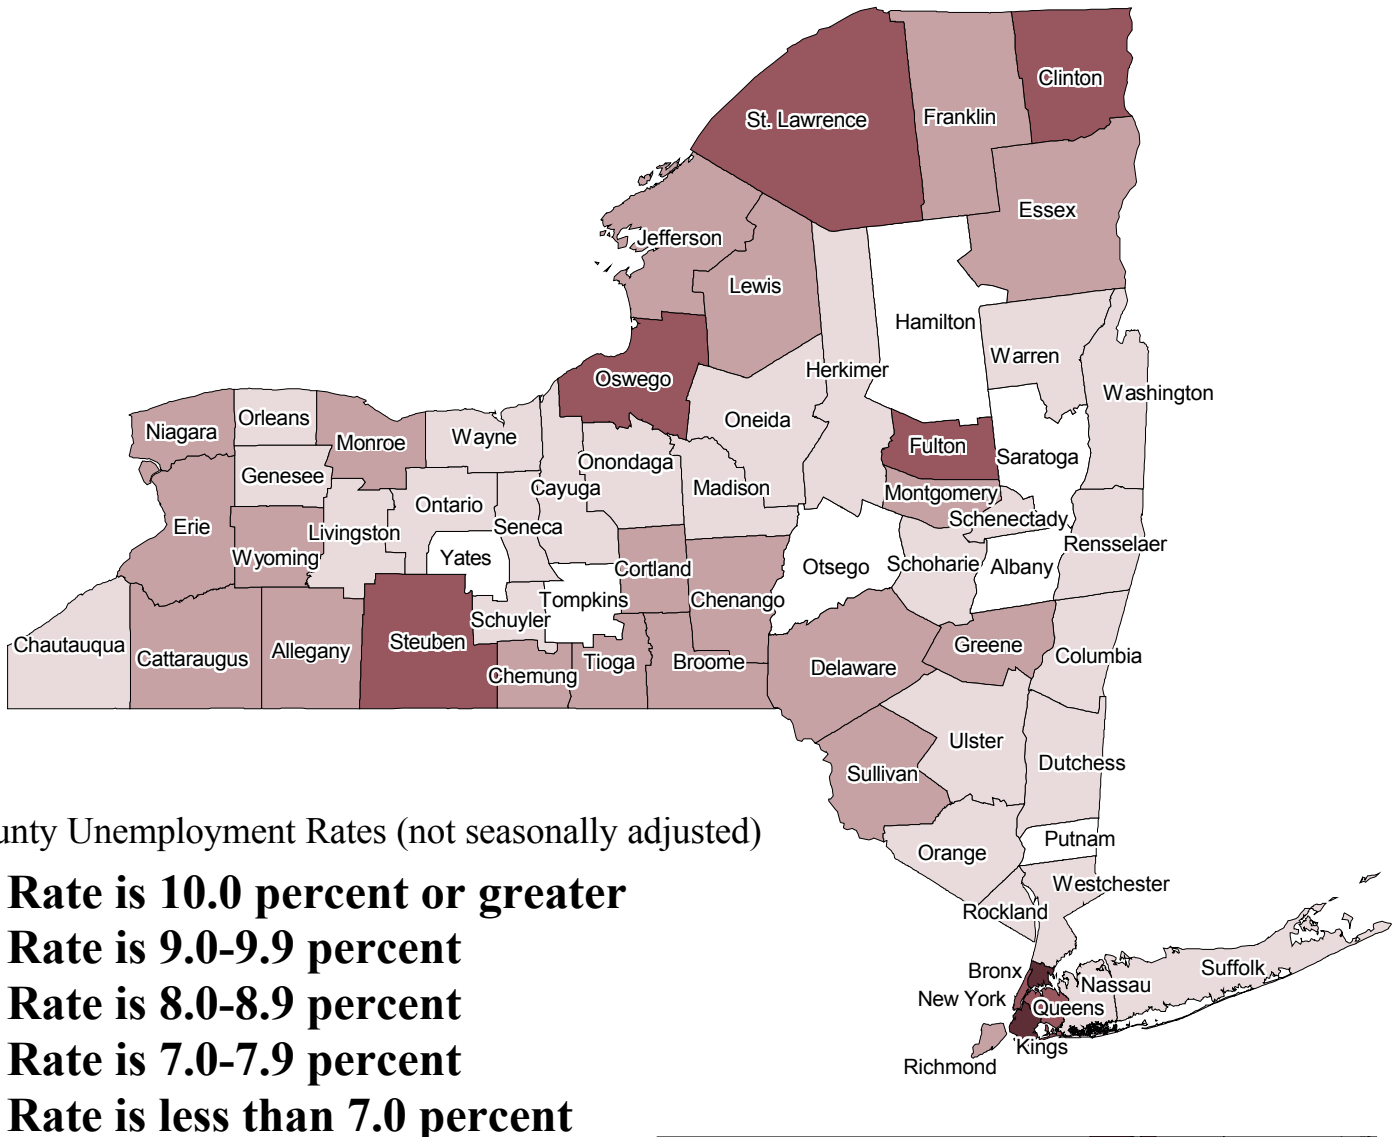 Clinton
St. Lawrence
Franklin
Essex
Jefferson
Lewis
Hamilton
Warren
Herkimer
Oswego
Washington
Oneida
Orleans
Niagara
Monroe
Wayne
Fulton
Saratoga
Onondaga
Genesee
Cayuga
Madison
Montgomery
Ontario
Schenectady
Erie
Seneca
Livingston
Rensselaer
Wyoming
Yates
Otsego
Schoharie
Albany
Cortland
Tompkins
Chenango
Schuyler
Chautauqua
Steuben
Greene
Allegany
Columbia
Cattaraugus
Tioga
Broome
Delaware
Chemung
Ulster
Dutchess
Sullivan
unty Unemployment Rates (not seasonally adjusted)
Putnam
Orange
Rate is 10.0 percent or greater
Westchester
Rockland
Rate is 9.0-9.9 percent
Suffolk
Bronx
Nassau
New York
Rate is 8.0-8.9 percent
Queens
Kings
Rate is 7.0-7.9 percent
Richmond
Rate is less than 7.0 percent